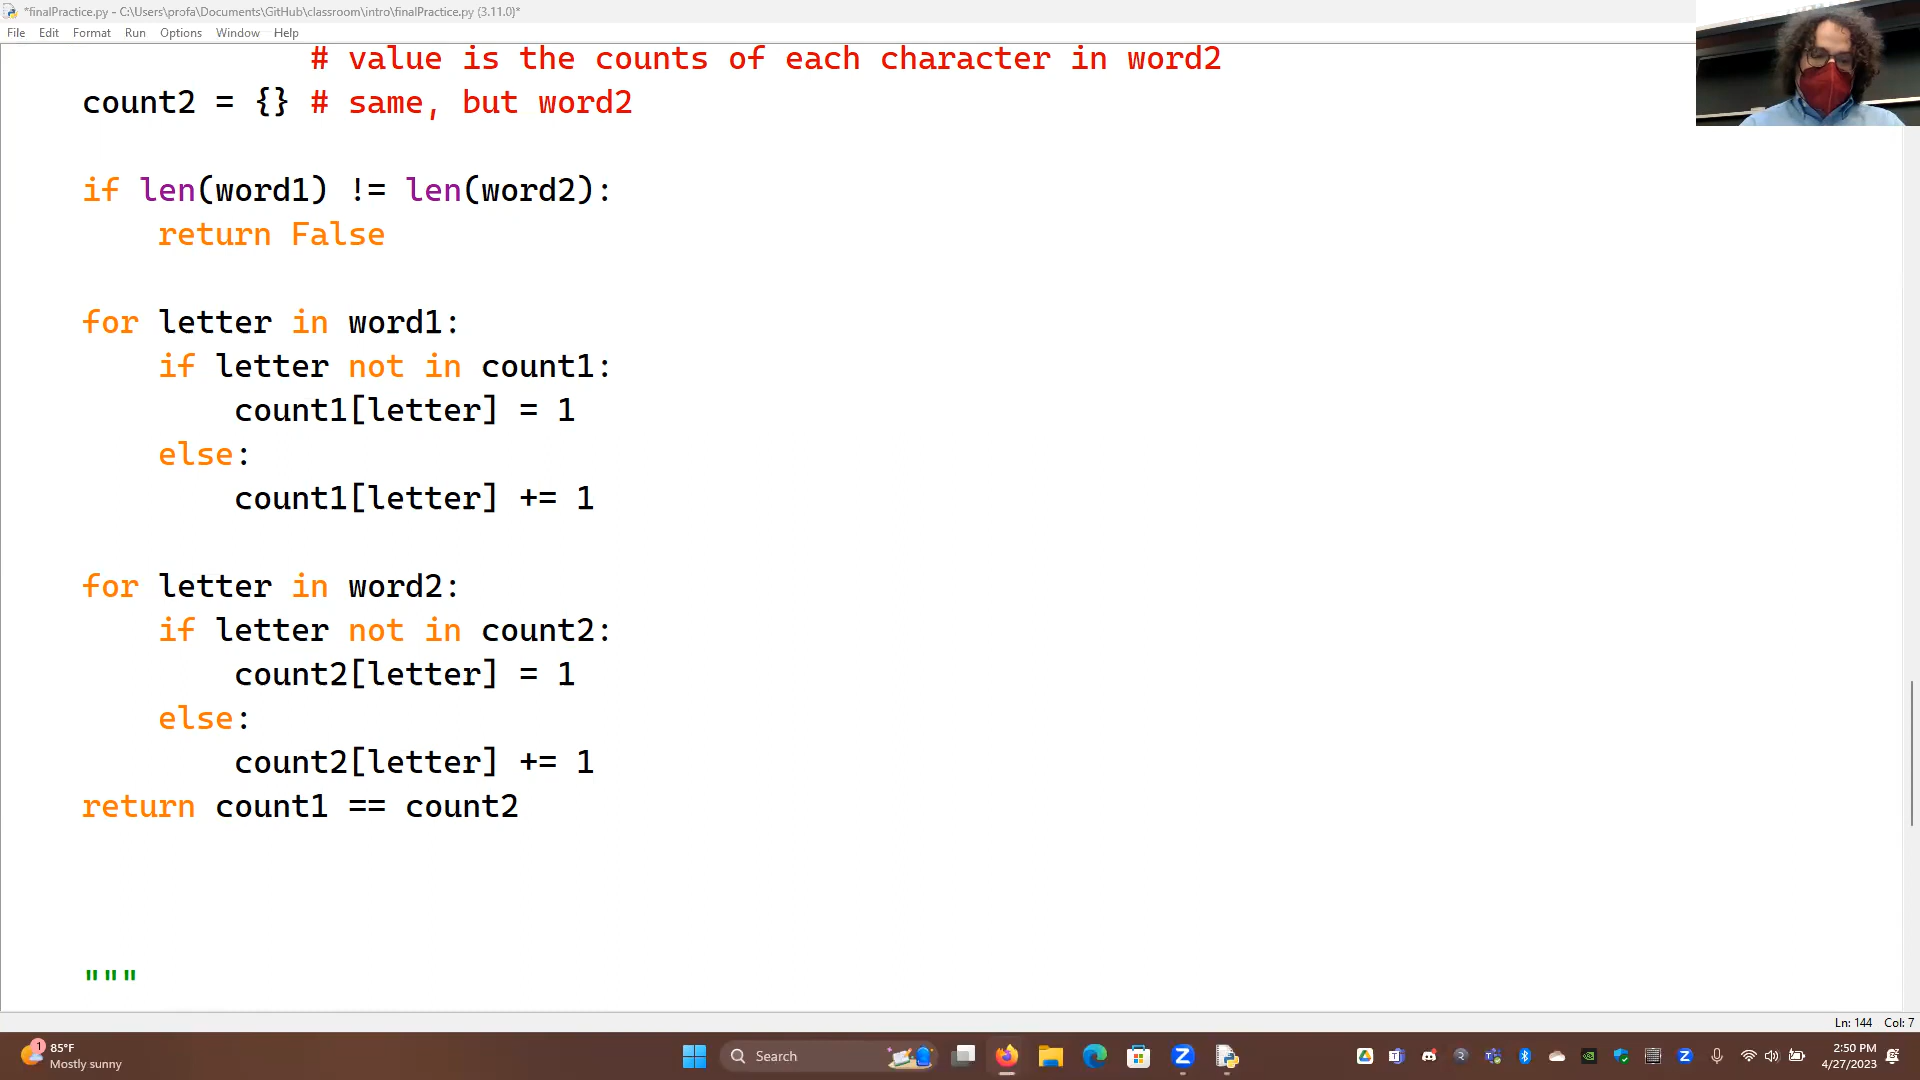 *finalPractice.py - C:\Users\profa\Documents\GitHub\classroom\intro\finalPractice.py (3.11.0)*
File Edit Format Run Options Window Help
# value is the counts of each character in word2
count2 = {} # same, but word2
if len(word1) != len(word2):
return False
for letter in word1:
if letter not in count1:
count1[letter] = 1
else:
count1[letter] += 1
for letter in word2:
if letter not in count2:
count2[letter] = 1
else:
count2[letter] += 1
return count1 == count2
"""
Ln: 144 Col: 7
1
85°F
Mostly sunny
Search
2:50 PM
4/27/2023